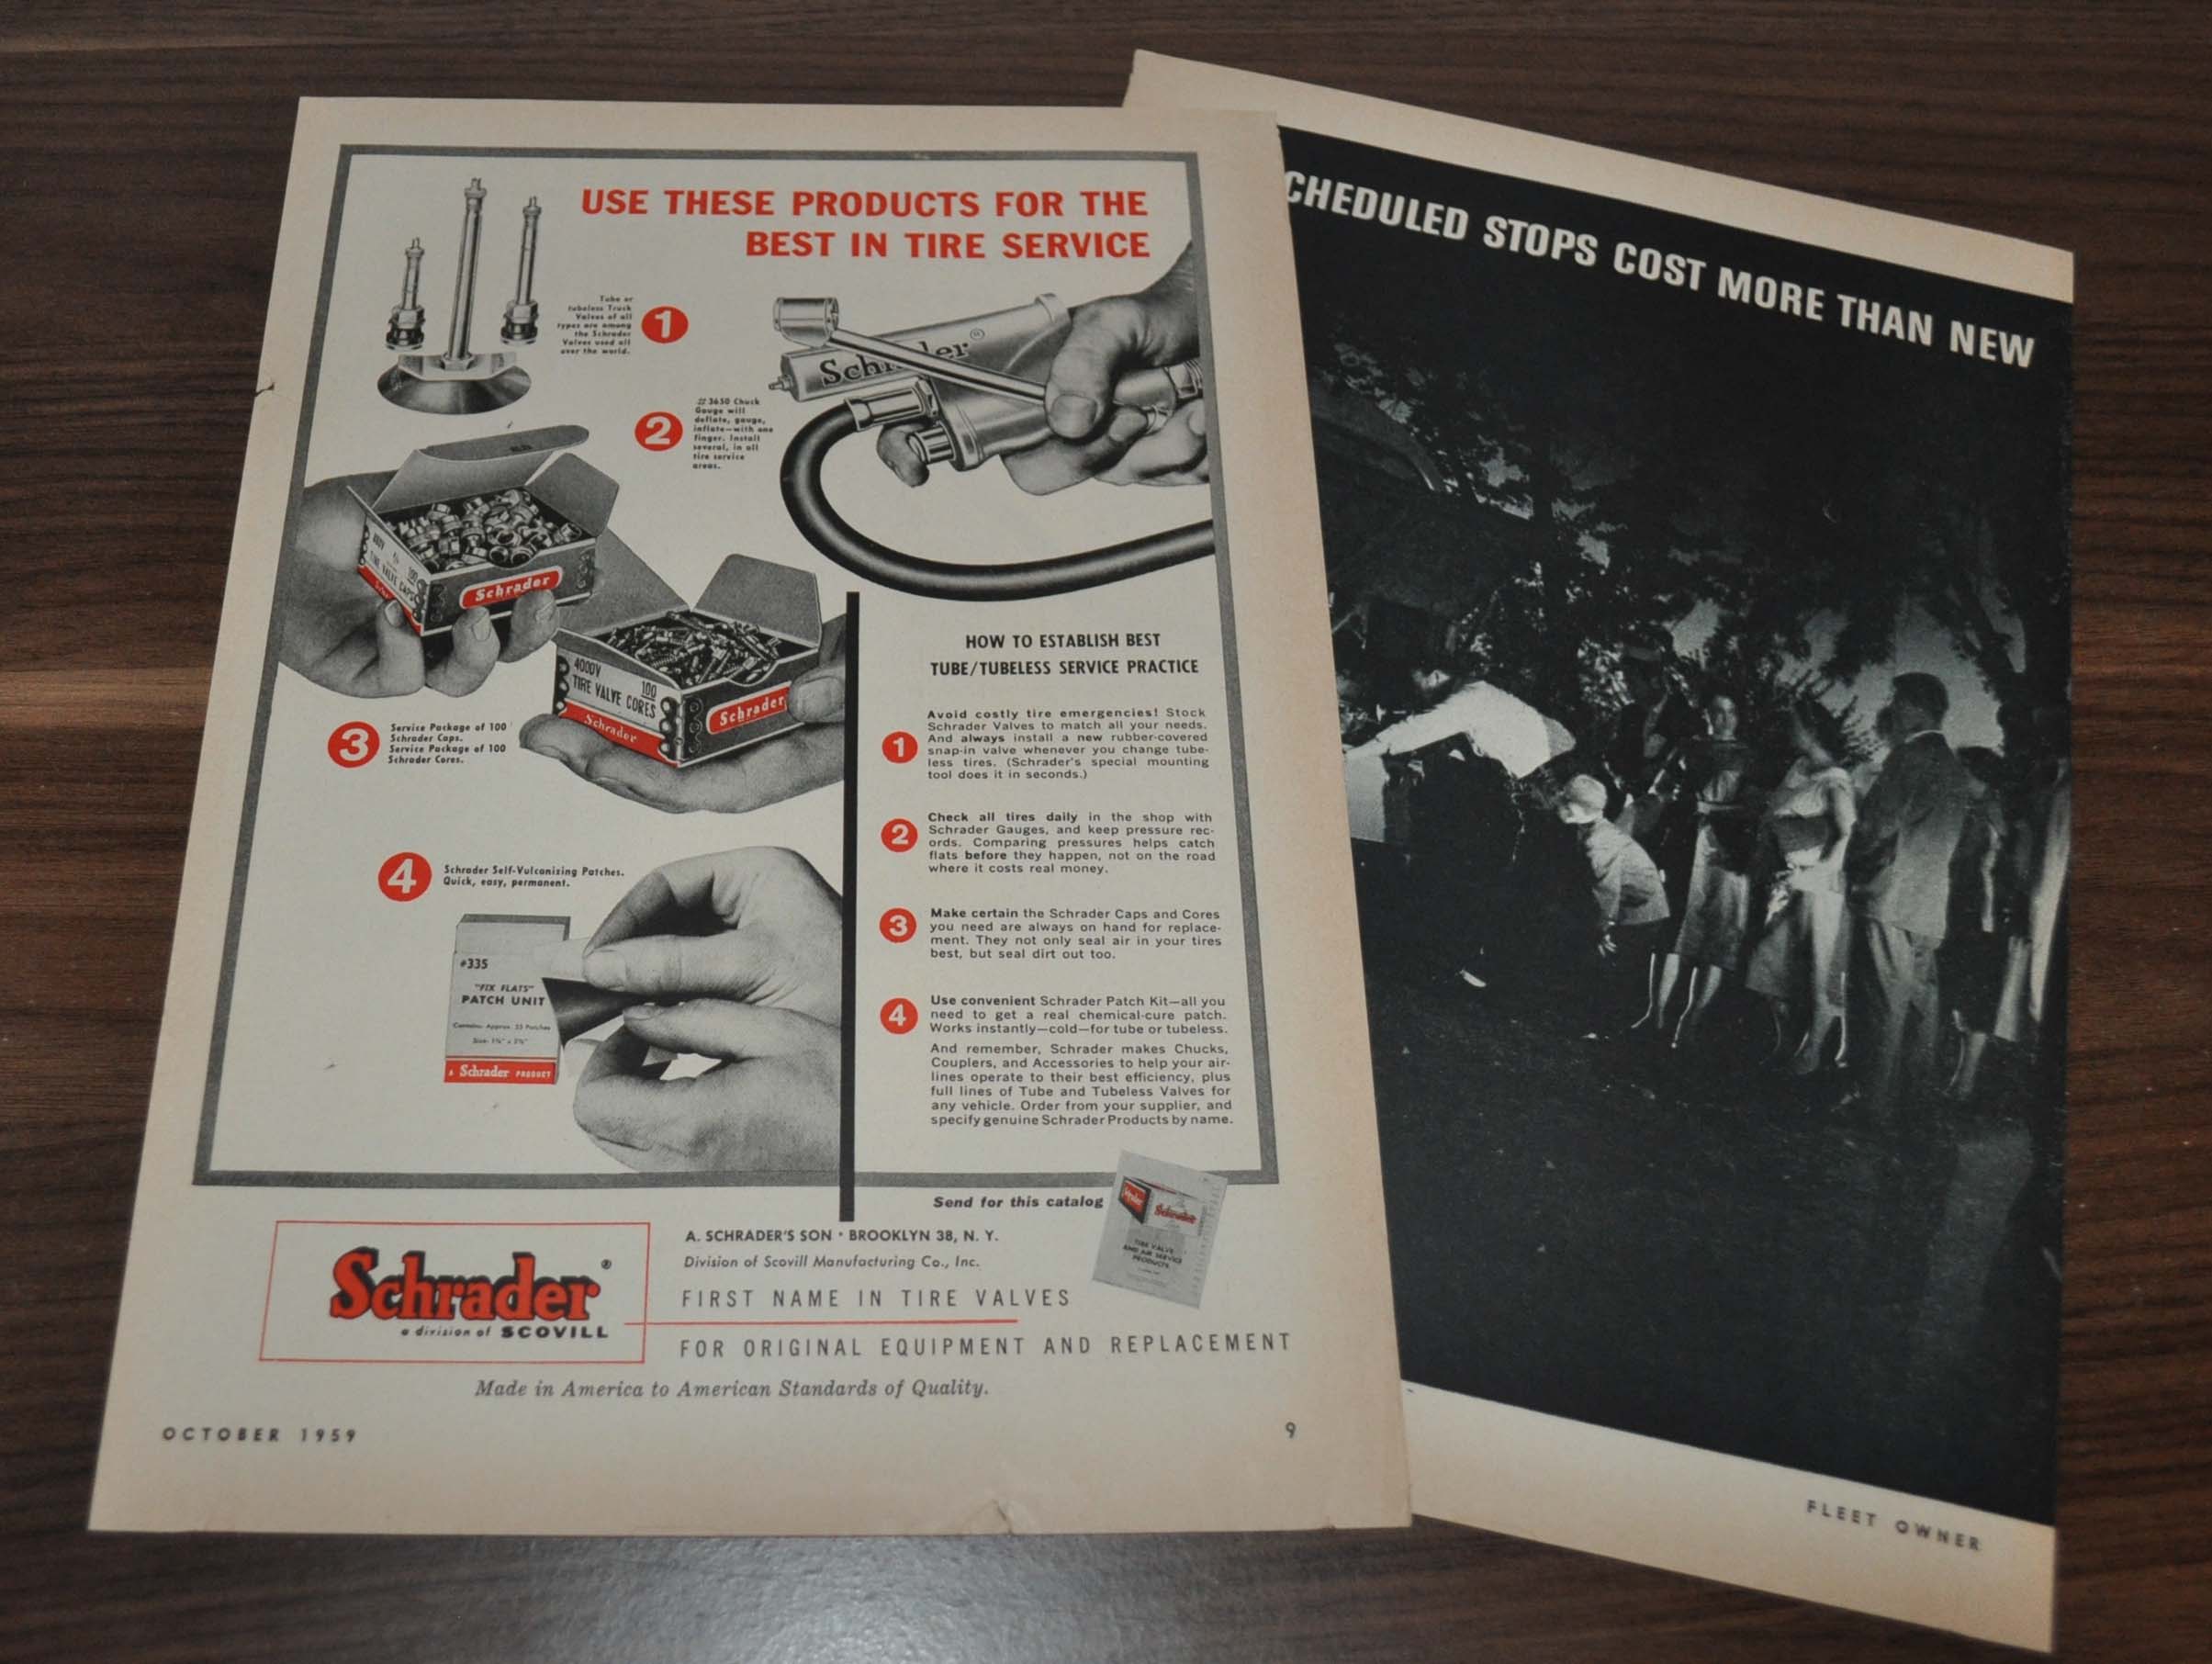 USE THESE PRODUCTS FOR THE
BEST IN TIRE SERVICE
Tube or
tubeless Truck
Valves of all
types are among
the Schrader
Valves used all
over the world.
1
2
# 3650 Chuck
Gauge will
deflate, gauge,
inflate—with one
finger. Install
several, in all
tire service
areas.
Schrader®
100
TIRE VALVE CAPS
Schrader
4000V
100
TIRE VALVE CORES
Schrader
Schrader
3
Service Package of 100
Schrader Caps.
Service Package of 100
Schrader Cores.
4
Schrader Self-Vulcanizing Patches.
Quick, easy, permanent.
#335
"FIX FLATS"
PATCH UNIT
Contains Approx. 25 Patches
A Schrader PRODUCT
HOW TO ESTABLISH BEST
TUBE/TUBELESS SERVICE PRACTICE
1
Avoid costly tire emergencies! Stock
Schrader Valves to match all your needs.
And always install a new rubber-covered
snap-in valve whenever you change tube-
less tires. (Schrader's special mounting
tool does it in seconds.)
2
Check all tires daily in the shop with
Schrader Gauges, and keep pressure rec-
ords. Comparing pressures helps catch
flats before they happen, not on the road
where it costs real money.
3
Make certain the Schrader Caps and Cores
you need are always on hand for replace-
ment. They not only seal air in your tires
best, but seal dirt out too.
4
Use convenient Schrader Patch Kit—all you
need to get a real chemical-cure patch.
Works instantly—cold—for tube or tubeless.
And remember, Schrader makes Chucks,
Couplers, and Accessories to help your air-
lines operate to their best efficiency, plus
full lines of Tube and Tubeless Valves for
any vehicle. Order from your supplier, and
specify genuine Schrader Products by name.
Send for this catalog
Schrader
TIRE VALVE
AND AIR SERVICE
PRODUCTS
Schrader®
a division of SCOVILL
A. SCHRADER'S SON • BROOKLYN 38, N. Y.
Division of Scovill Manufacturing Co., Inc.
FIRST NAME IN TIRE VALVES
FOR ORIGINAL EQUIPMENT AND REPLACEMENT
Made in America to American Standards of Quality.
OCTOBER 1959
9
CHEDULED STOPS COST MORE THAN NEW
FLEET OWNER